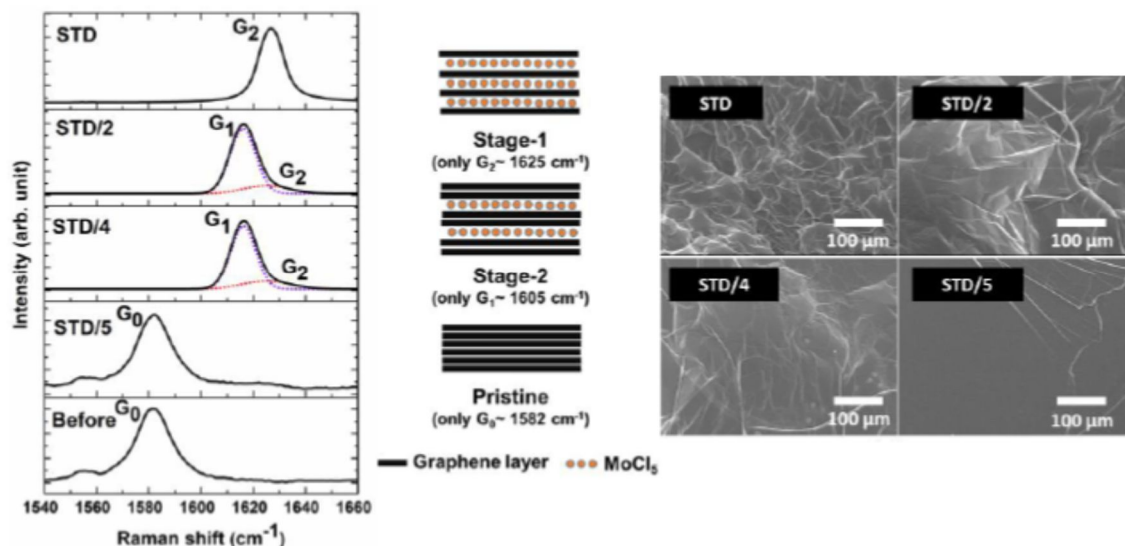 STD
G2
STD/2
G1
G2
STD/4
G1
G2
STD/5
G0
Before
G0
Intensity (arb. unit)
1540 1560 1580 1600 1620 1640 1660
Raman shift (cm-1)
Stage-1
(only G2~ 1625 cm-1)
Stage-2
(only G1~ 1605 cm-1)
Pristine
(only G0~ 1582 cm-1)
Graphene layer
MoCl5
STD
100 μm
STD/2
100 μm
STD/4
100 μm
STD/5
100 μm